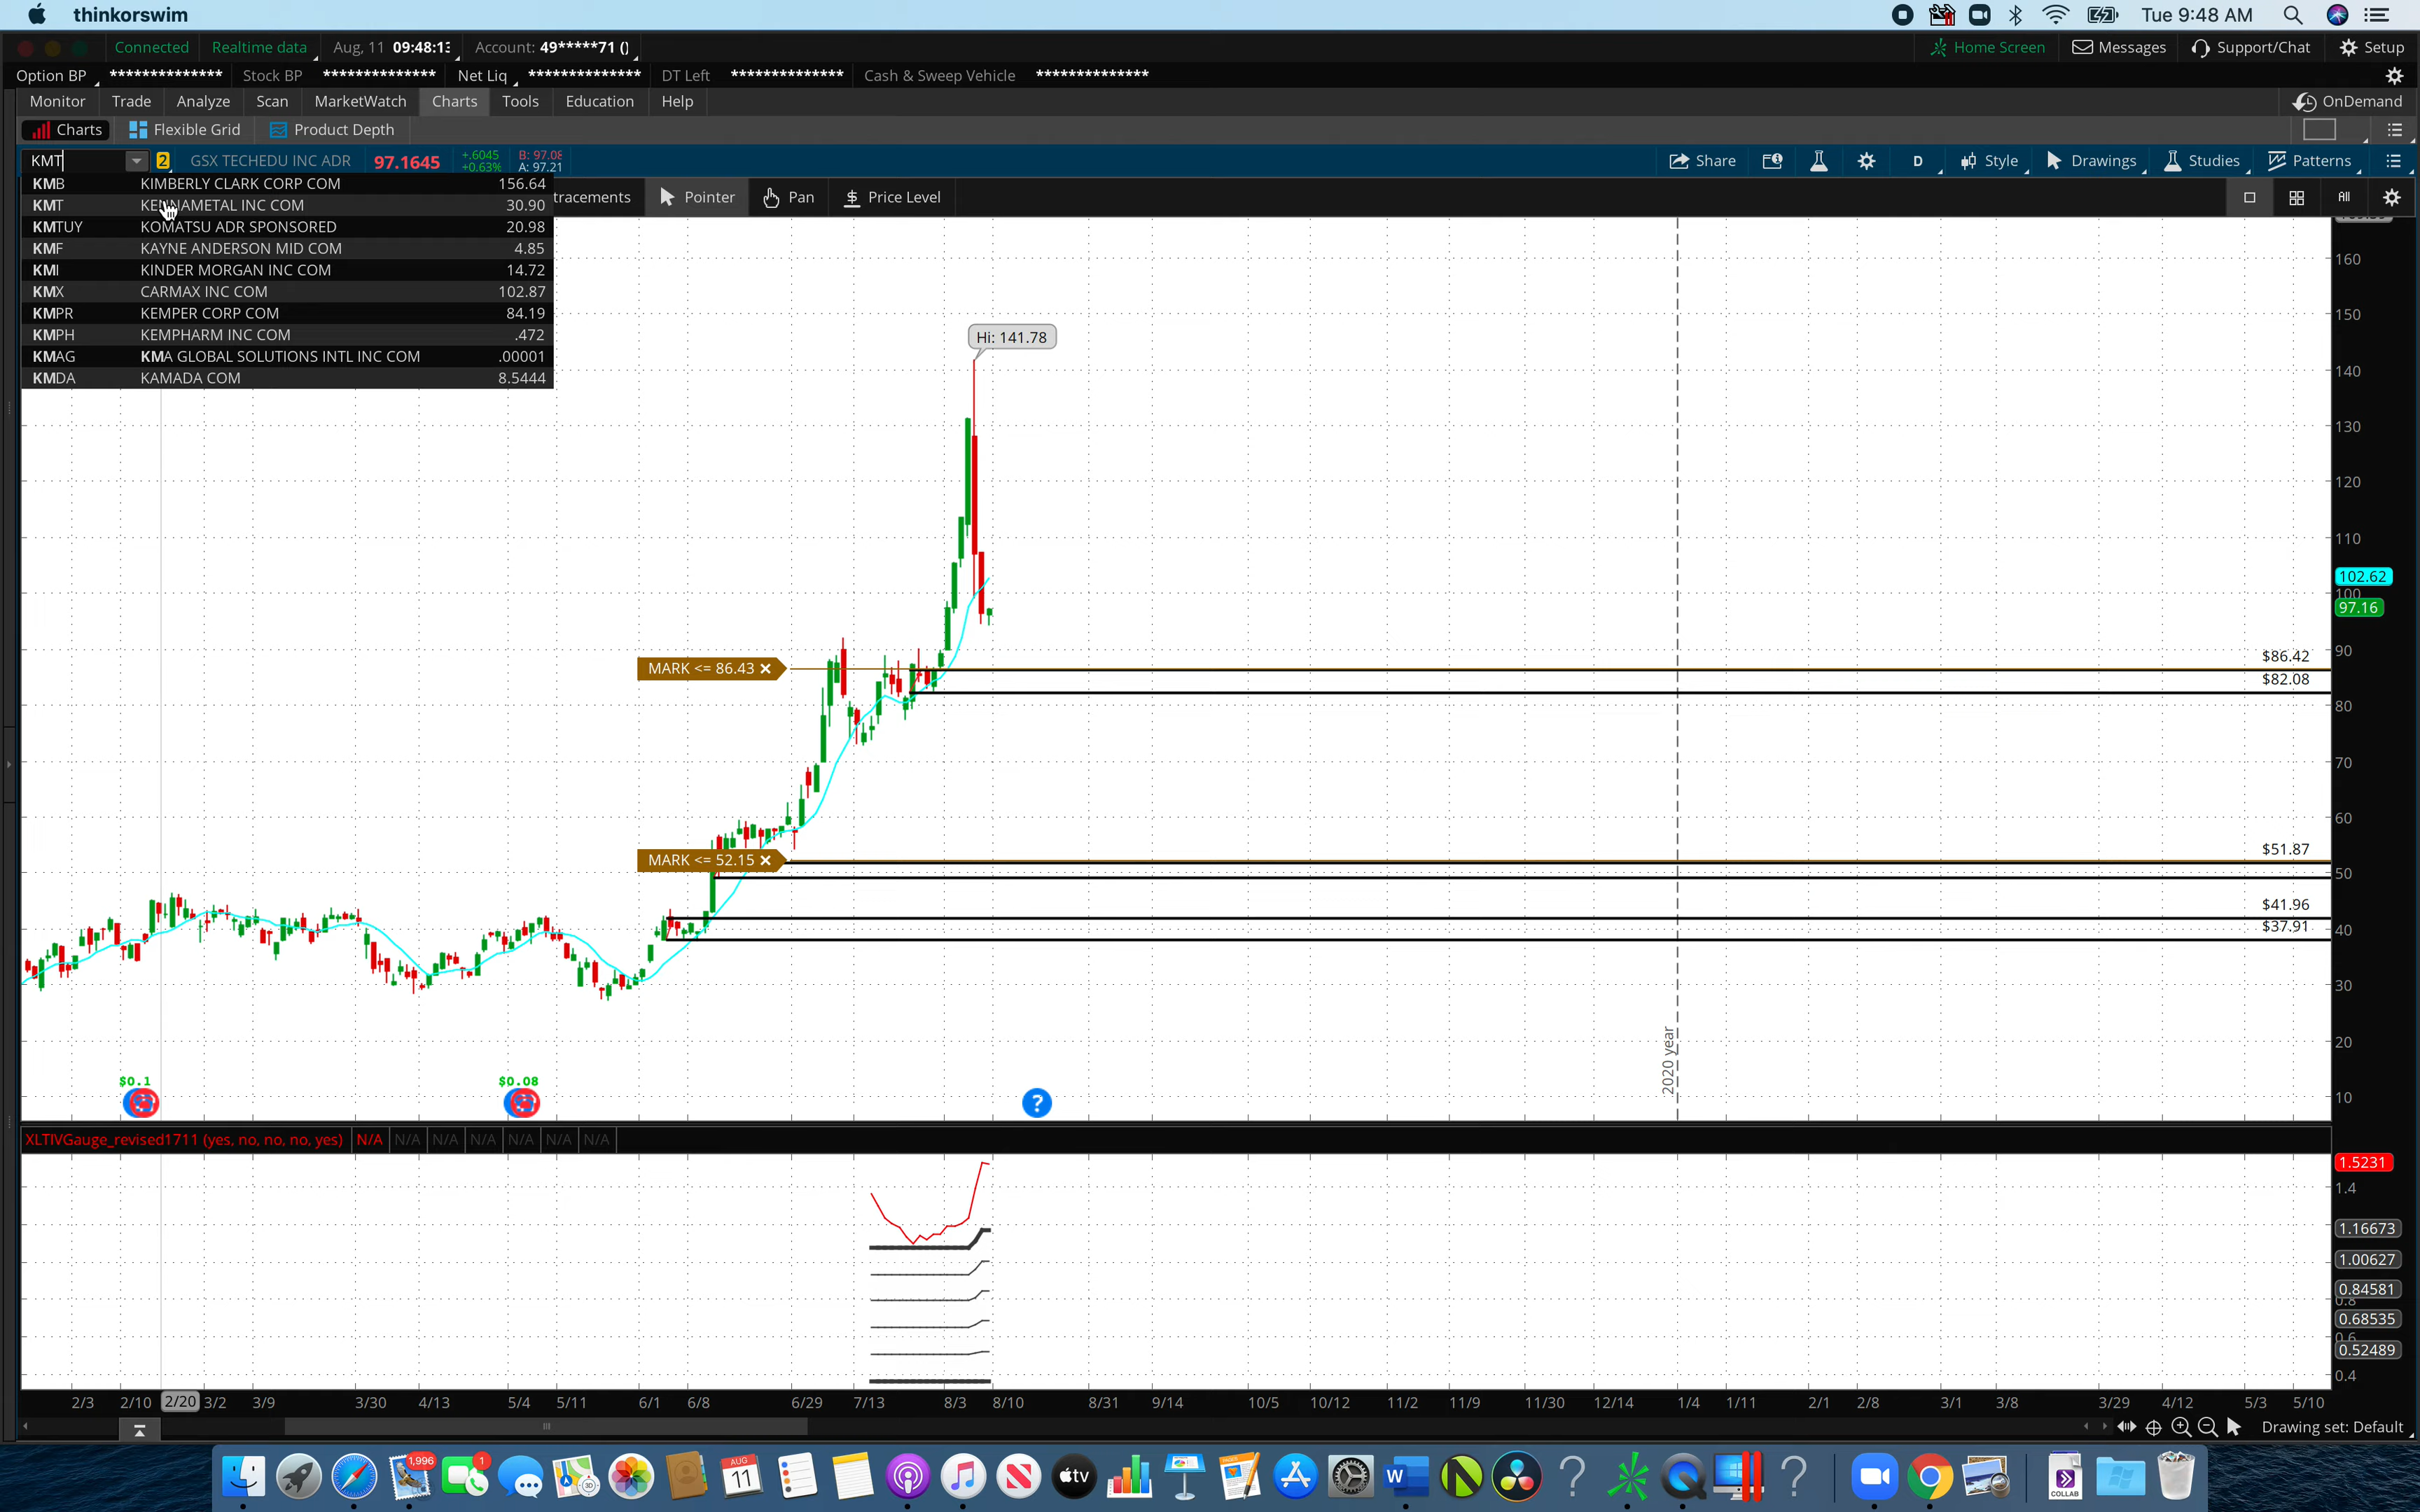 thinkorswim
Tue 9:48 AM
Connected Realtime data Aug, 11 Account: 49*****71
Home Screen Messages Support/Chat Setup
Option BP ************** Stock BP ************** Net Liq ************** DT Left ************** Cash & Sweep Vehicle **************
Monitor Trade Analyze Scan MarketWatch Charts Tools Education Help
OnDemand
Charts Flexible Grid Product Depth
KMT 2 GSX TECHEDU INC ADR 97.1645 +.6045 +0.63% A: 97.21
Share D Style Drawings Studies Patterns
tracements Pointer Pan Price Level All
KMB KIMBERLY CLARK CORP COM 156.64
KMT KENNAMETAL INC COM 30.90
KMTUY KOMATSU ADR SPONSORED 20.98
KMF KAYNE ANDERSON MID COM 4.85
KMI KINDER MORGAN INC COM 14.72
KMX CARMAX INC COM 102.87
KMPR KEMPER CORP COM 84.19
KMPH KEMPHARM INC COM .472
KMAG KMA GLOBAL SOLUTIONS INTL INC COM .00001
KMDA KAMADA COM 8.5444
160
150
Hi: 141.78
140
130
120
110
102.62
100
97.16
$86.42
90
MARK <= 86.43
$82.08
80
70
60
$51.87
MARK <= 52.15
50
$41.96
$37.91
40
30
20
2020 year
$0.1 $0.08
?
10
XLTIVGauge_revised1711 (yes, no, no, no, yes) N/A N/A N/A N/A N/A N/A N/A
1.5231
1.4
1.16673
1.00627
0.84581
0.8
0.68535
0.6
0.52489
0.4
2/3 2/10 2/20 3/2 3/9 3/30 4/13 5/4 5/11 6/1 6/8 6/29 7/13 8/3 8/10 8/31 9/14 10/5 10/12 11/2 11/9 11/30 12/14 1/4 1/11 2/1 2/8 3/1 3/8 3/29 4/12 5/3 5/10
Drawing set: Default
1,996
1
AUG
11
3D
tv
W
N
?
?
COLLAB